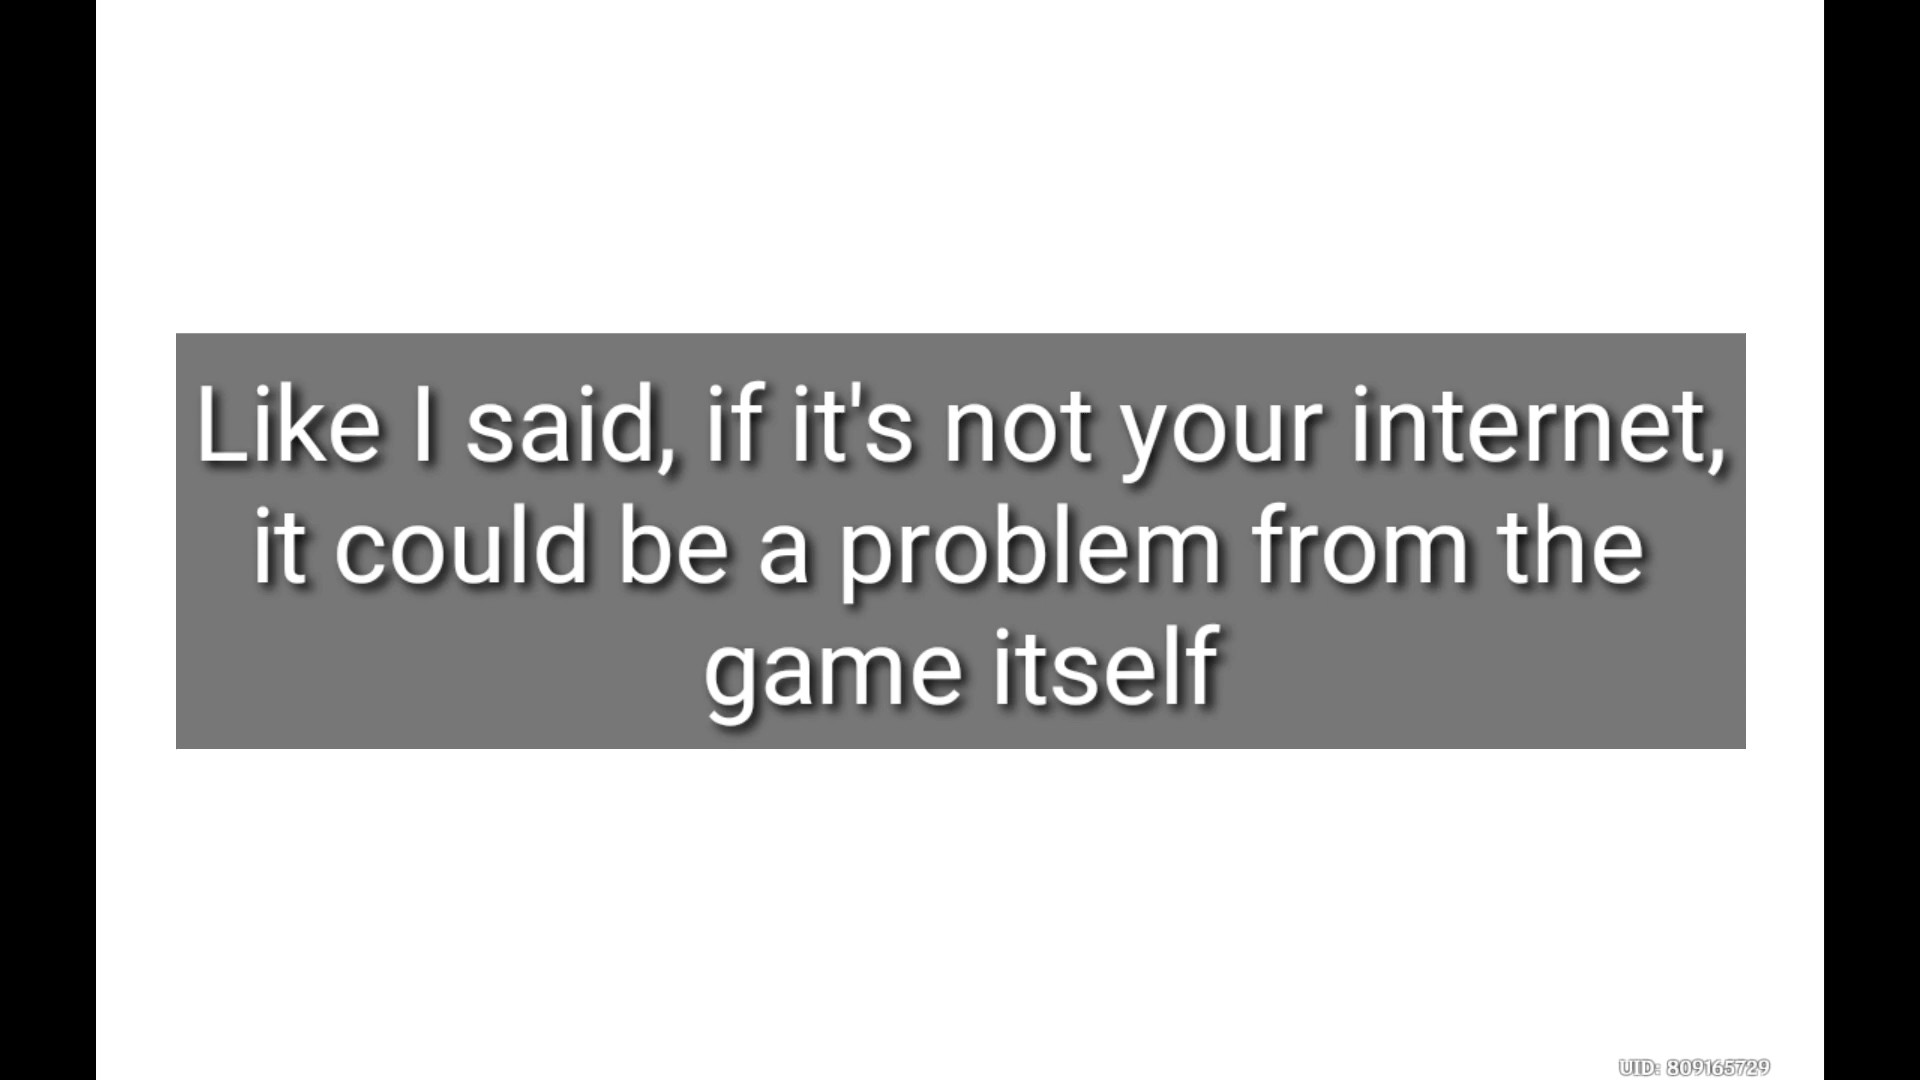 Like I said, if it's not your internet,
it could be a problem from the
game itself
UID: 809165729